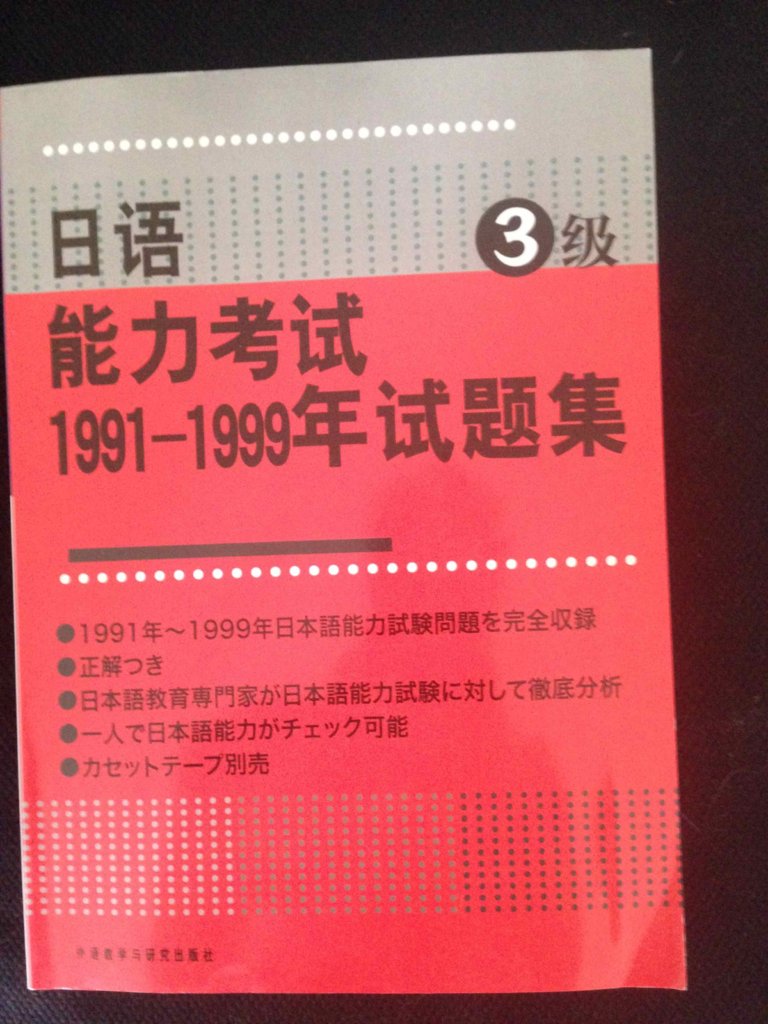 日语
3级
能力考试
1991-1999年试题集
●1991年～1999年日本語能力試験問題を完全収録
●正解つき
●日本語教育専門家が日本語能力試験に対して徹底分析
●一人で日本語能力がチェック可能
●カセットテープ別売
外语教学与研究出版社